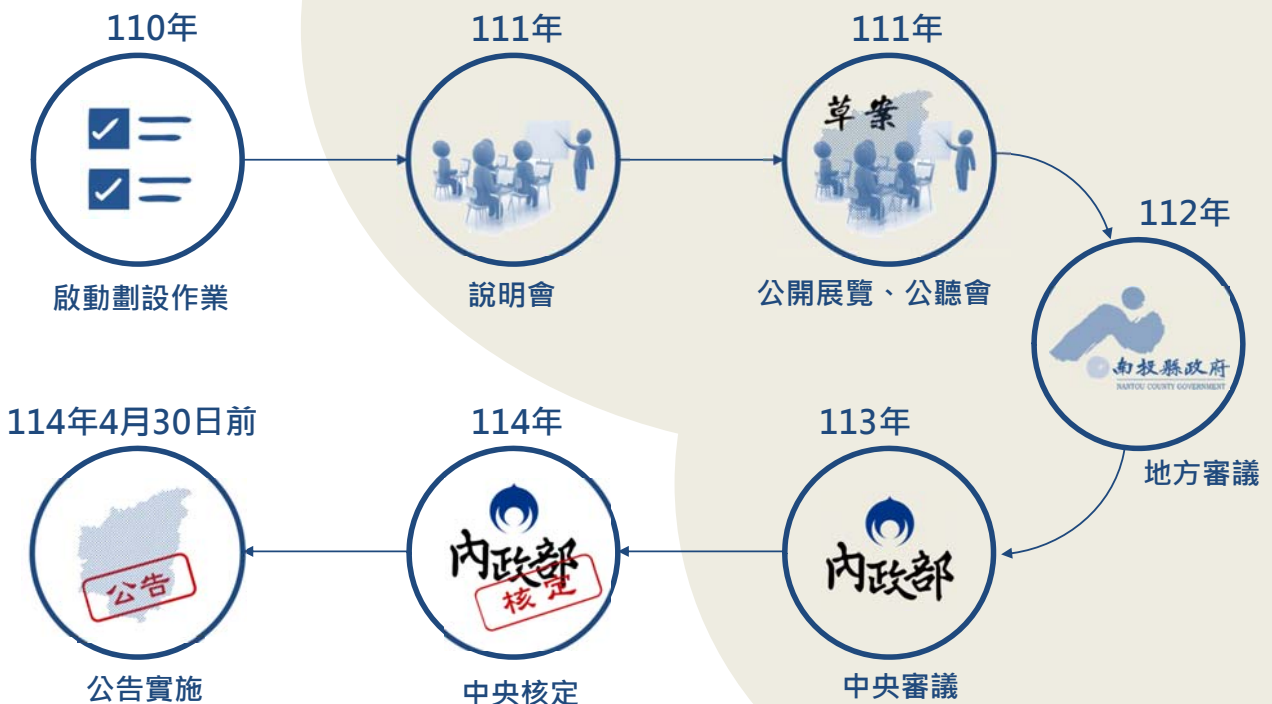 110年
啟動劃設作業
111年
說明會
111年
草案
公開展覽、公聽會
112年
南投縣政府
NANTOU COUNTY GOVERNMENT
地方審議
113年
內政部
中央審議
114年
內政部
核定
中央核定
114年4月30日前
公告
公告實施